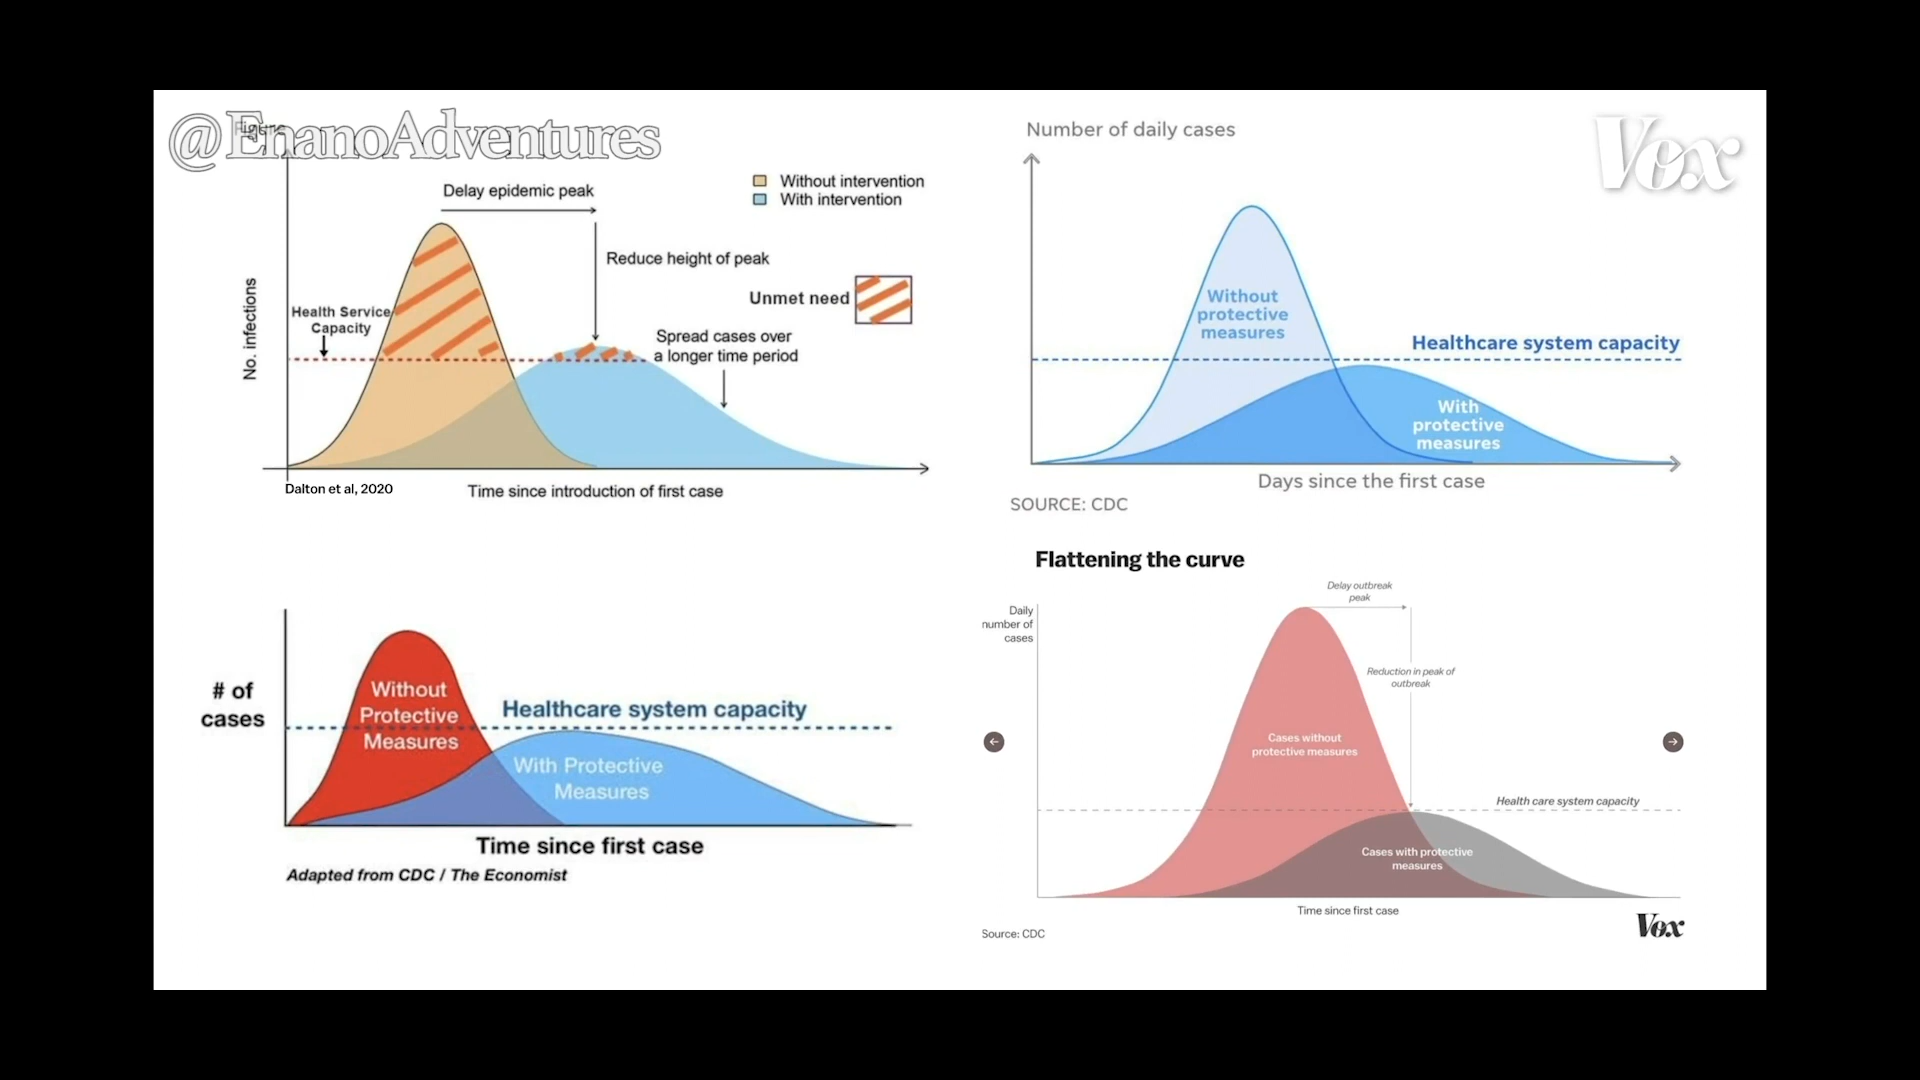 @EnanoAdventures
Figure
Delay epidemic peak
Without intervention
With intervention
Reduce height of peak
Unmet need
Health Service
Capacity
Spread cases over
a longer time period
No. infections
Dalton et al, 2020
Time since introduction of first case
Number of daily cases
Vox
Without
protective
measures
Healthcare system capacity
With
protective
measures
Days since the first case
SOURCE: CDC
# of
cases
Without
Protective
Measures
Healthcare system capacity
With Protective
Measures
Time since first case
Adapted from CDC / The Economist
Flattening the curve
Delay outbreak
peak
Daily
number of
cases
Reduction in peak of
outbreak
Cases without
protective measures
Health care system capacity
Cases with protective
measures
Time since first case
Source: CDC
Vox